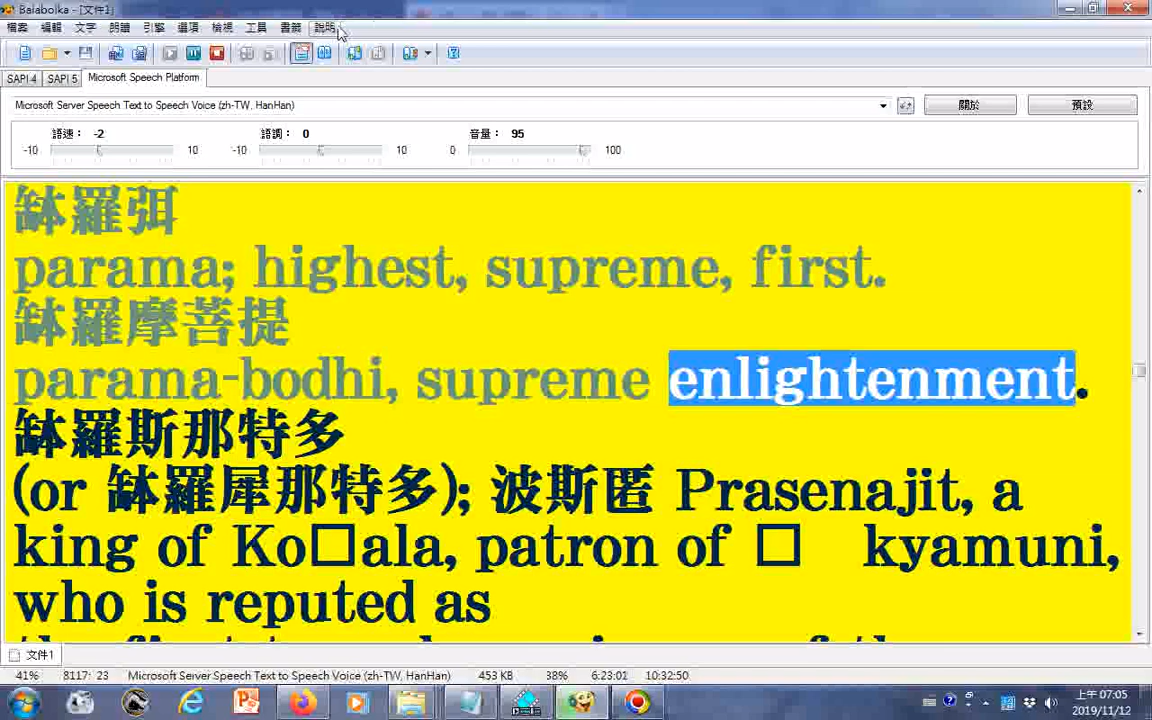 Balabolka - [文件1]
檔案 編輯 文字 朗讀 引擎 選項 檢視 工具 書籤 說明
SAPI 4 SAPI 5 Microsoft Speech Platform
Microsoft Server Speech Text to Speech Voice (zh-TW, HanHan) 關於 預設
語速： -2 語調： 0 音量： 95
-10 10 -10 10 0 100
缽羅弭
parama; highest, supreme, first.
缽羅摩菩提
parama-bodhi, supreme enlightenment.
缽羅斯那特多
(or 缽羅犀那特多); 波斯匿 Prasenajit, a
king of Ko□ala, patron of □ kyamuni,
who is reputed as
文件1
41% 8117: 23 Microsoft Server Speech Text to Speech Voice (zh-TW, HanHan) 453 KB 38% 6:23:01 10:32:50
上午 07:05
2019/11/12